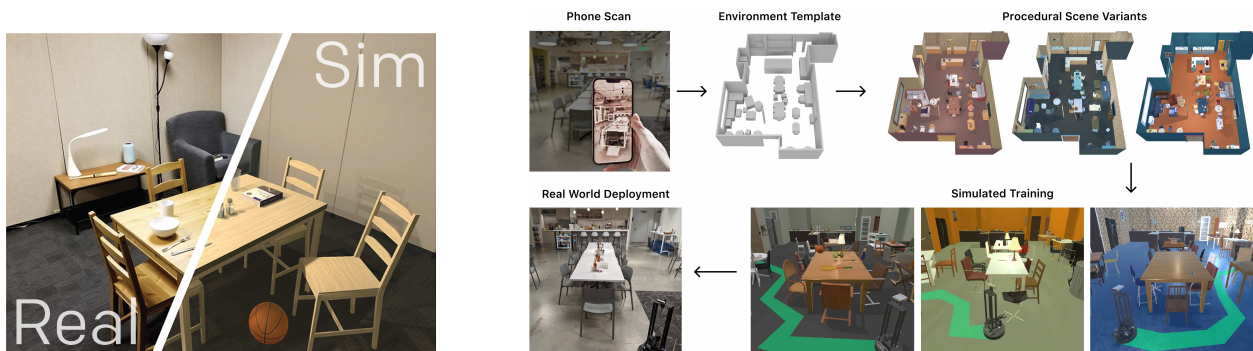 Sim
Real
Phone Scan
Environment Template
Procedural Scene Variants
Real World Deployment
Simulated Training